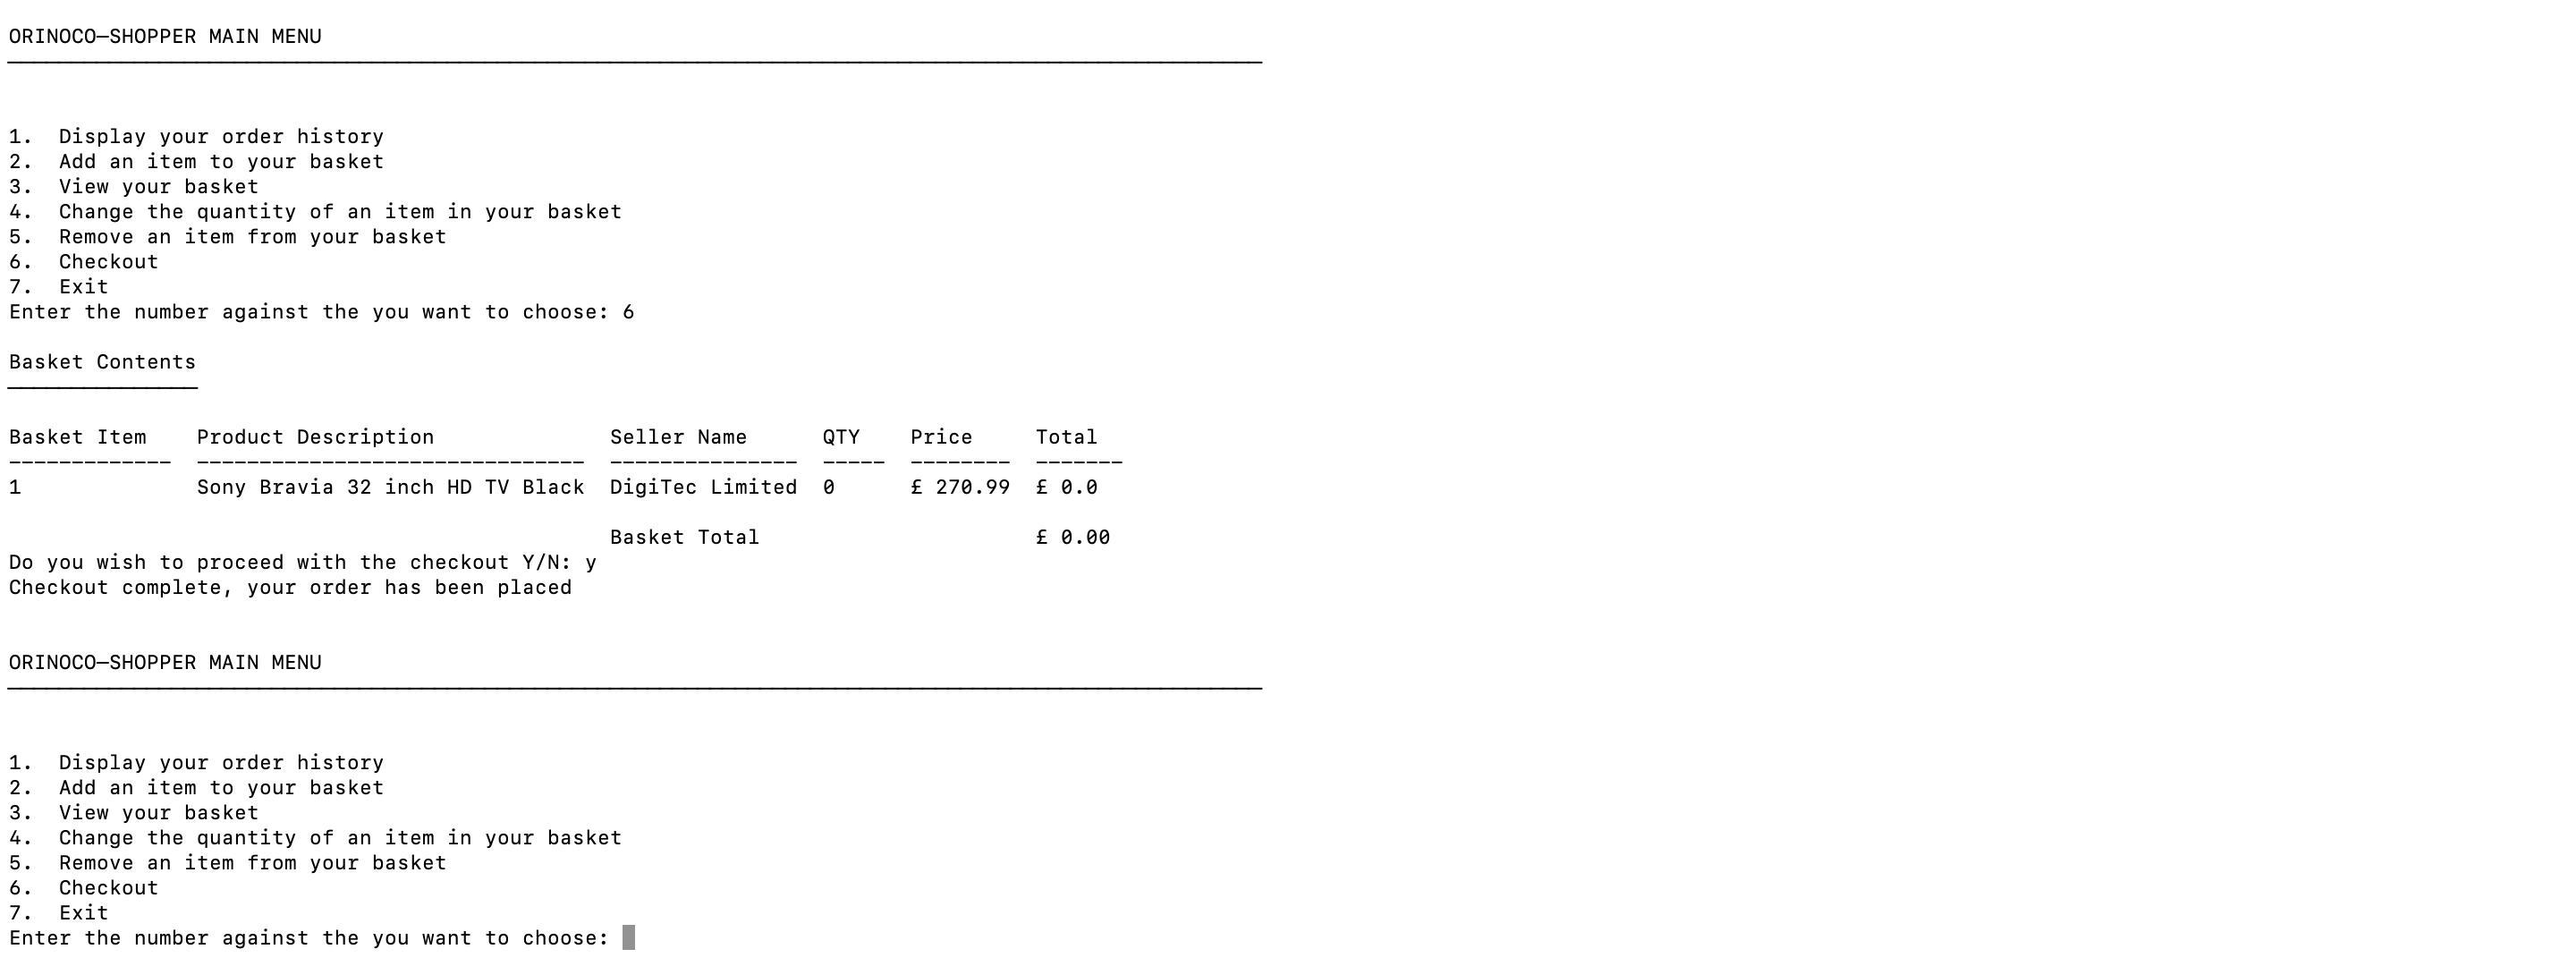 ORINOCO–SHOPPER MAIN MENU
1.  Display your order history
2.  Add an item to your basket
3.  View your basket
4.  Change the quantity of an item in your basket
5.  Remove an item from your basket
6.  Checkout
7.  Exit
Enter the number against the you want to choose: 6
Basket Contents
Basket Item    Product Description              Seller Name      QTY    Price     Total
-------------  -------------------------------  ---------------  -----  --------  -------
1              Sony Bravia 32 inch HD TV Black  DigiTec Limited  0      £ 270.99  £ 0.0
                                                Basket Total                      £ 0.00
Do you wish to proceed with the checkout Y/N: y
Checkout complete, your order has been placed
ORINOCO–SHOPPER MAIN MENU
1.  Display your order history
2.  Add an item to your basket
3.  View your basket
4.  Change the quantity of an item in your basket
5.  Remove an item from your basket
6.  Checkout
7.  Exit
Enter the number against the you want to choose: